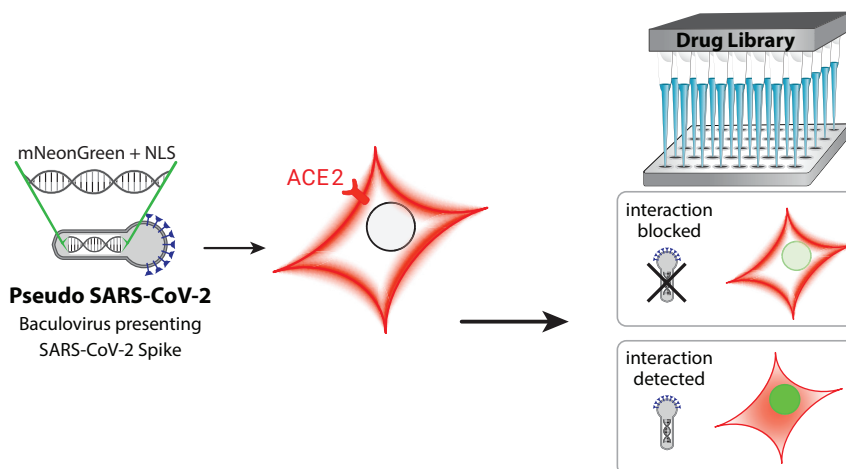 mNeonGreen + NLS
Pseudo SARS-CoV-2
Baculovirus presenting
SARS-CoV-2 Spike
ACE2
Drug Library
interaction
blocked
interaction
detected